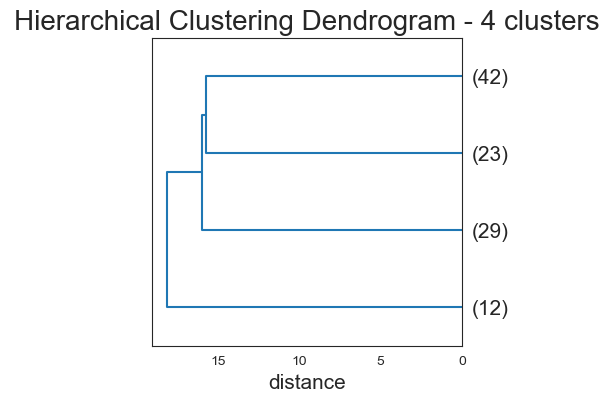 Hierarchical Clustering Dendrogram - 4 clusters
(42)
(23)
(29)
(12)
15 10 5 0
distance